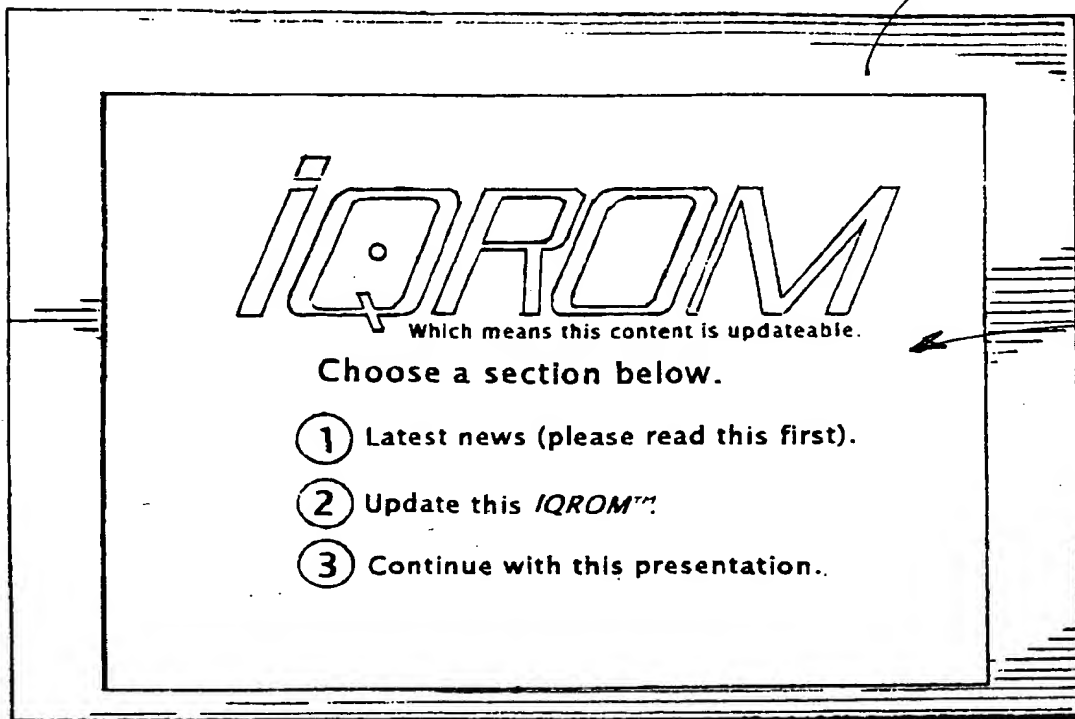 iQROM
Which means this content is updateable.
Choose a section below.
1 Latest news (please read this first).
2 Update this IQROM™.
3 Continue with this presentation.